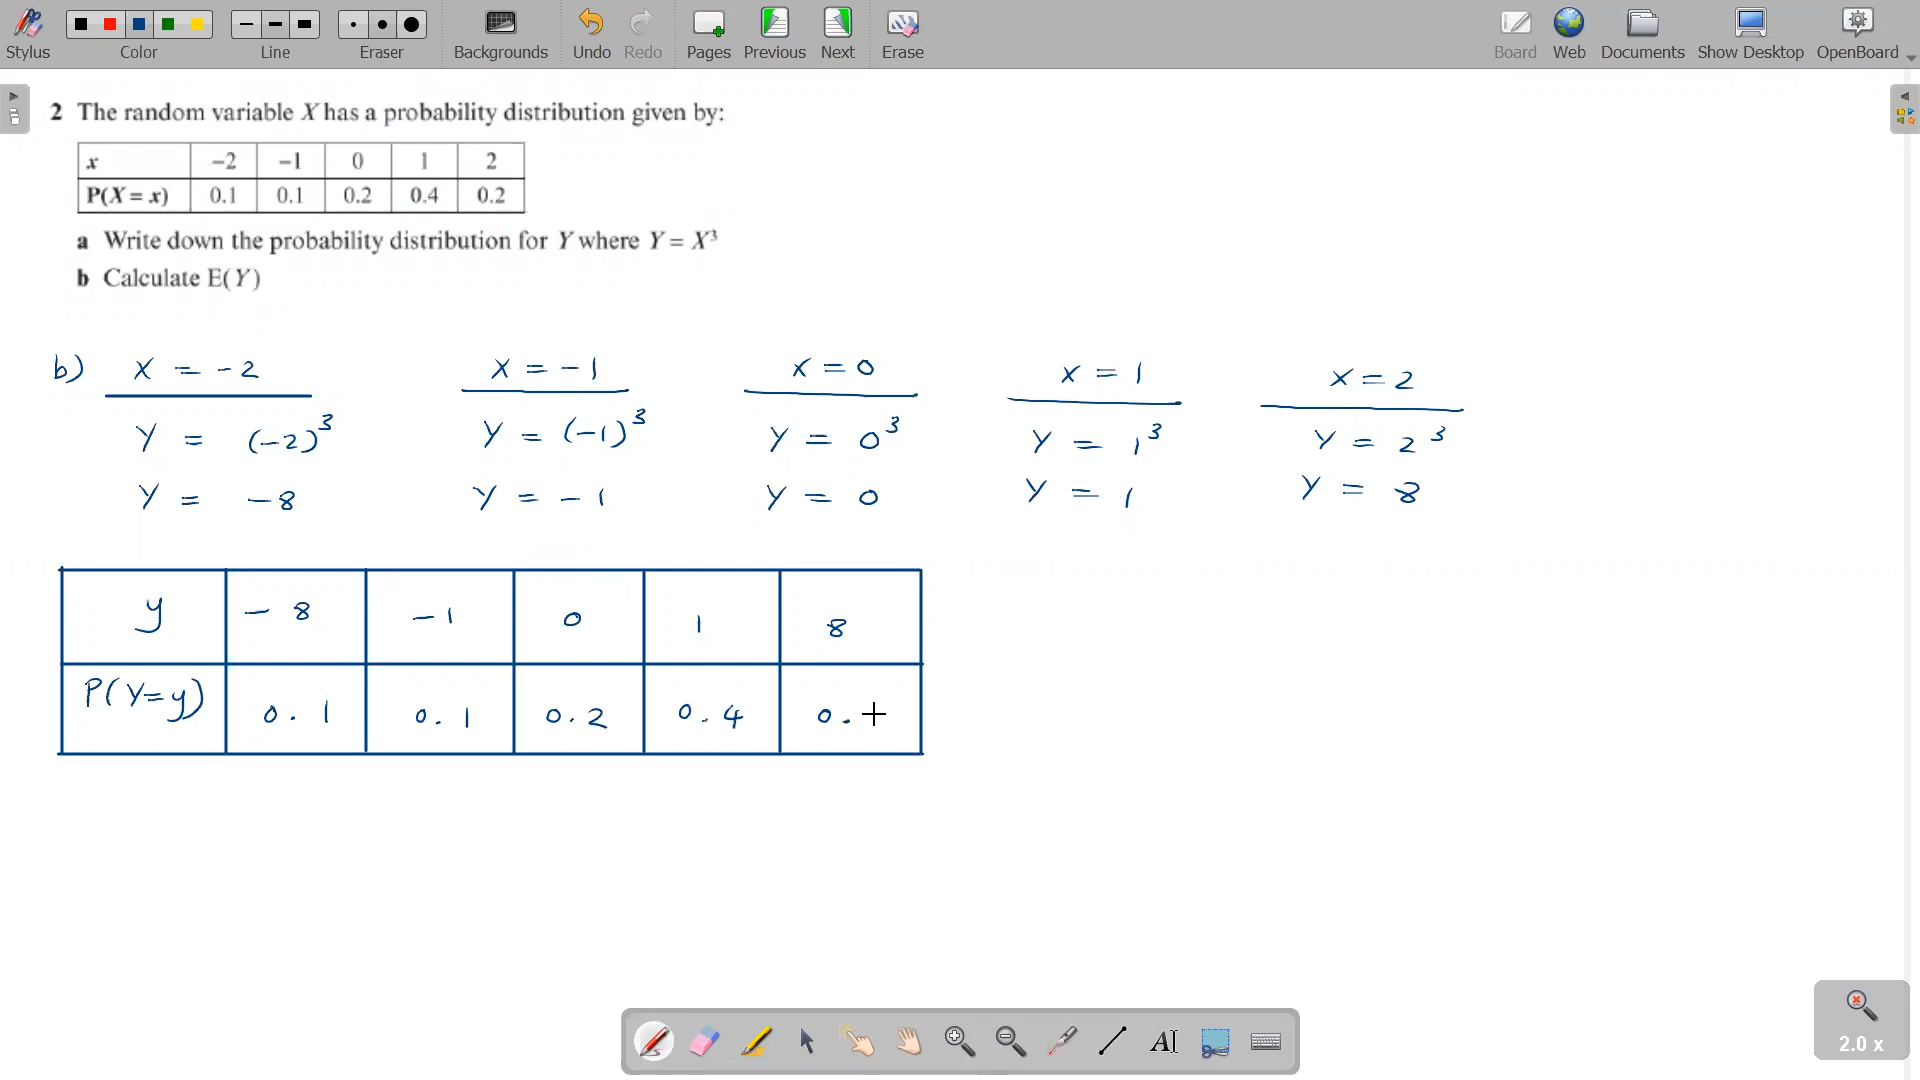 Stylus Color Line Eraser Backgrounds Undo Redo Pages Previous Next Erase Board Web Documents Show Desktop OpenBoard
2 The random variable X has a probability distribution given by:
x −2 −1 0 1 2
P(X = x) 0.1 0.1 0.2 0.4 0.2
a Write down the probability distribution for Y where Y = X³
b Calculate E(Y)
b) X = -2 X = -1 X = 0 X = 1 X = 2
Y = (-2)³ Y = (-1)³ Y = 0³ Y = 1³ Y = 2³
Y = -8 Y = -1 Y = 0 Y = 1 Y = 8
y -8 -1 0 1 8
P(Y=y) 0.1 0.1 0.2 0.4 0.
2.0 x